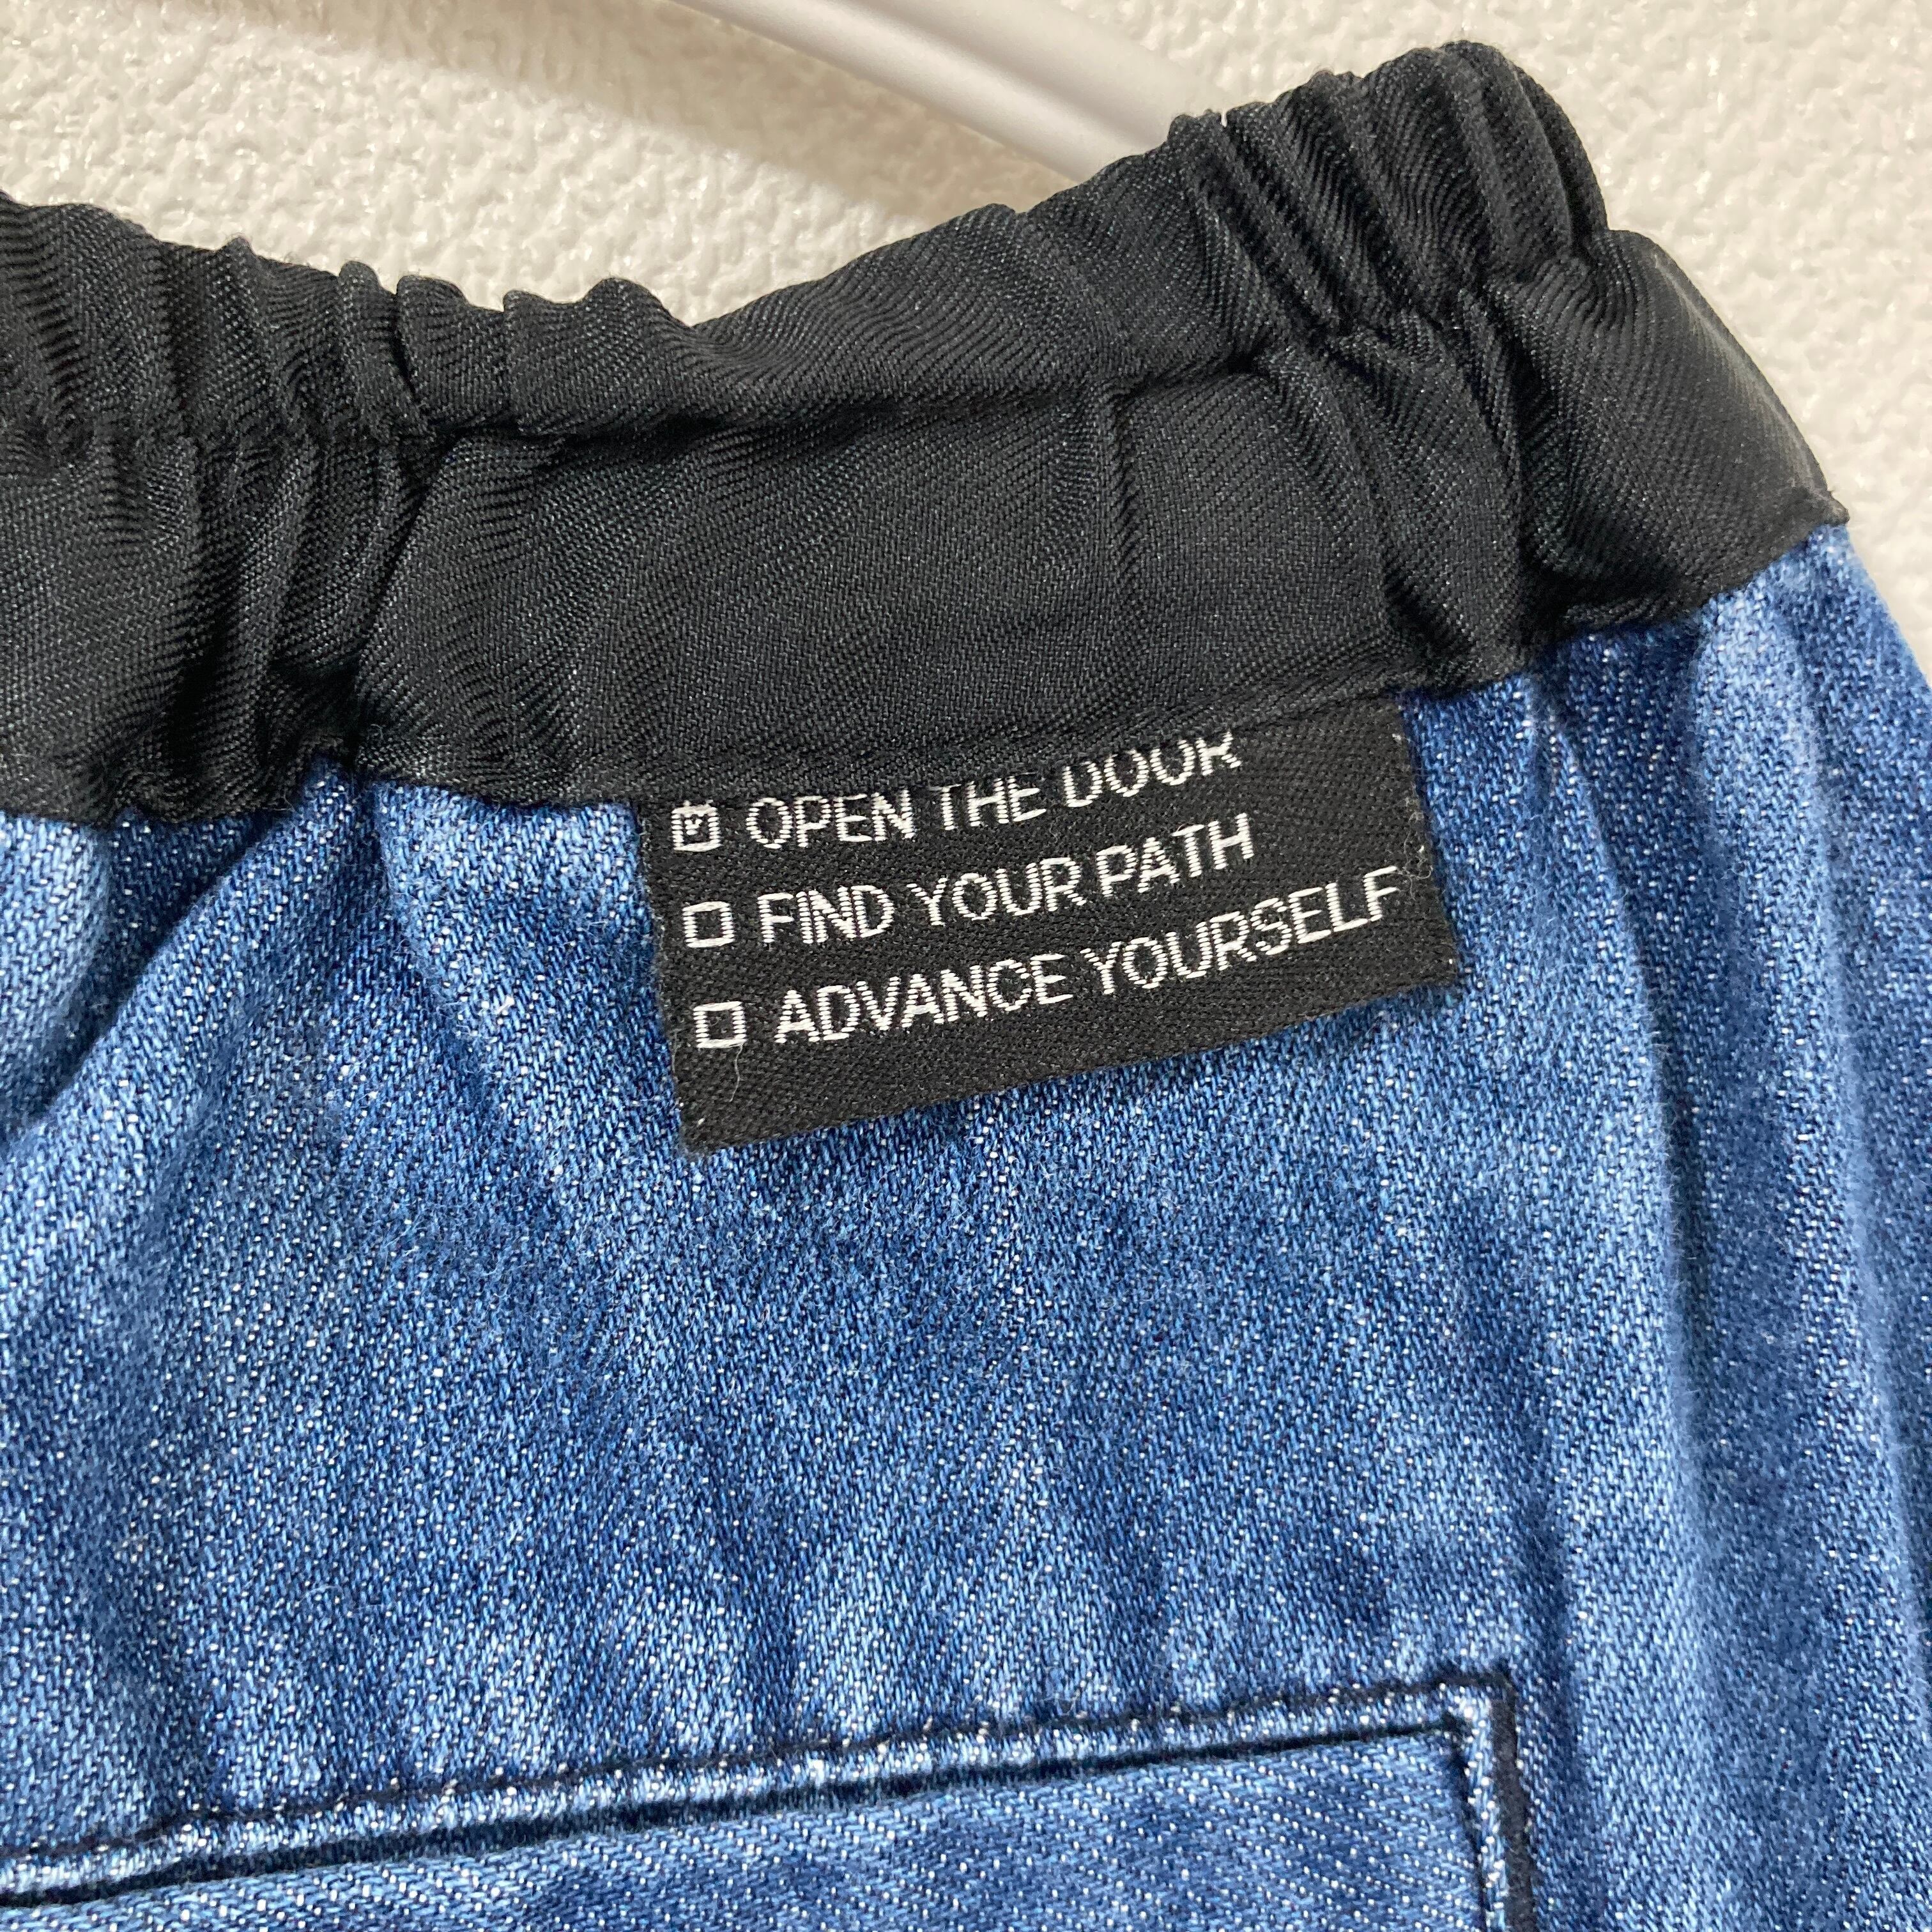 ☑ OPEN THE DOOR
☐ FIND YOUR PATH
☐ ADVANCE YOURSELF